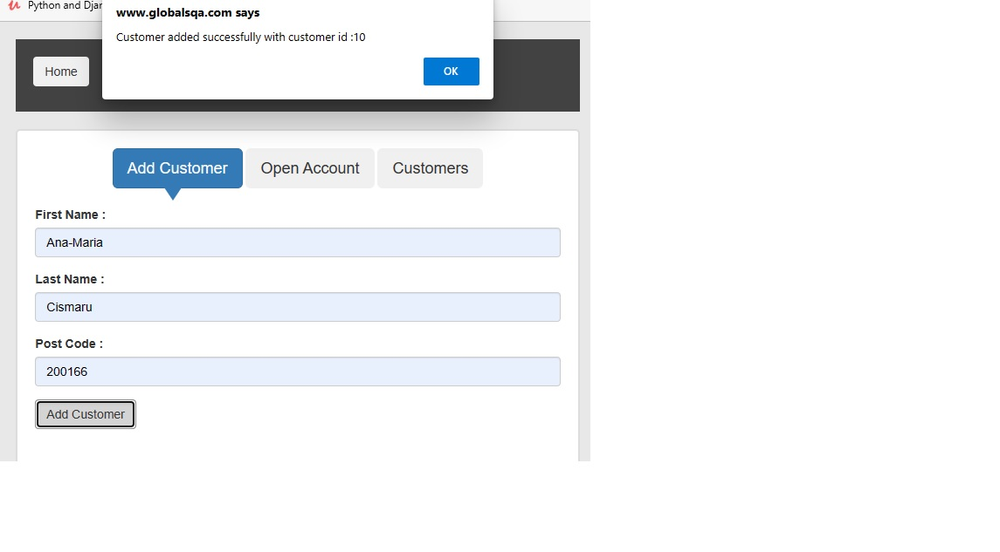 Python and Djan
www.globalsqa.com says
Customer added successfully with customer id :10
OK
Home
Add Customer Open Account Customers
First Name :
Ana-Maria
Last Name :
Cismaru
Post Code :
200166
Add Customer